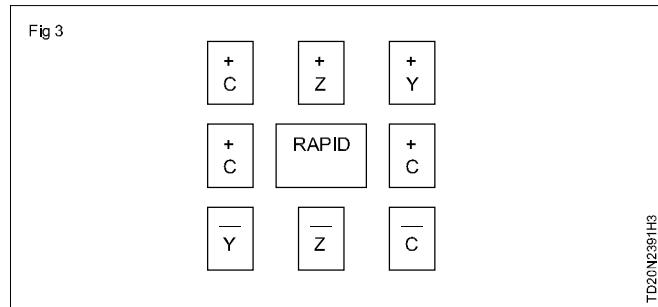 Fig 3
+ + +
C Z Y
+ RAPID +
C C
— — —
Y Z C
TD20N2391H3